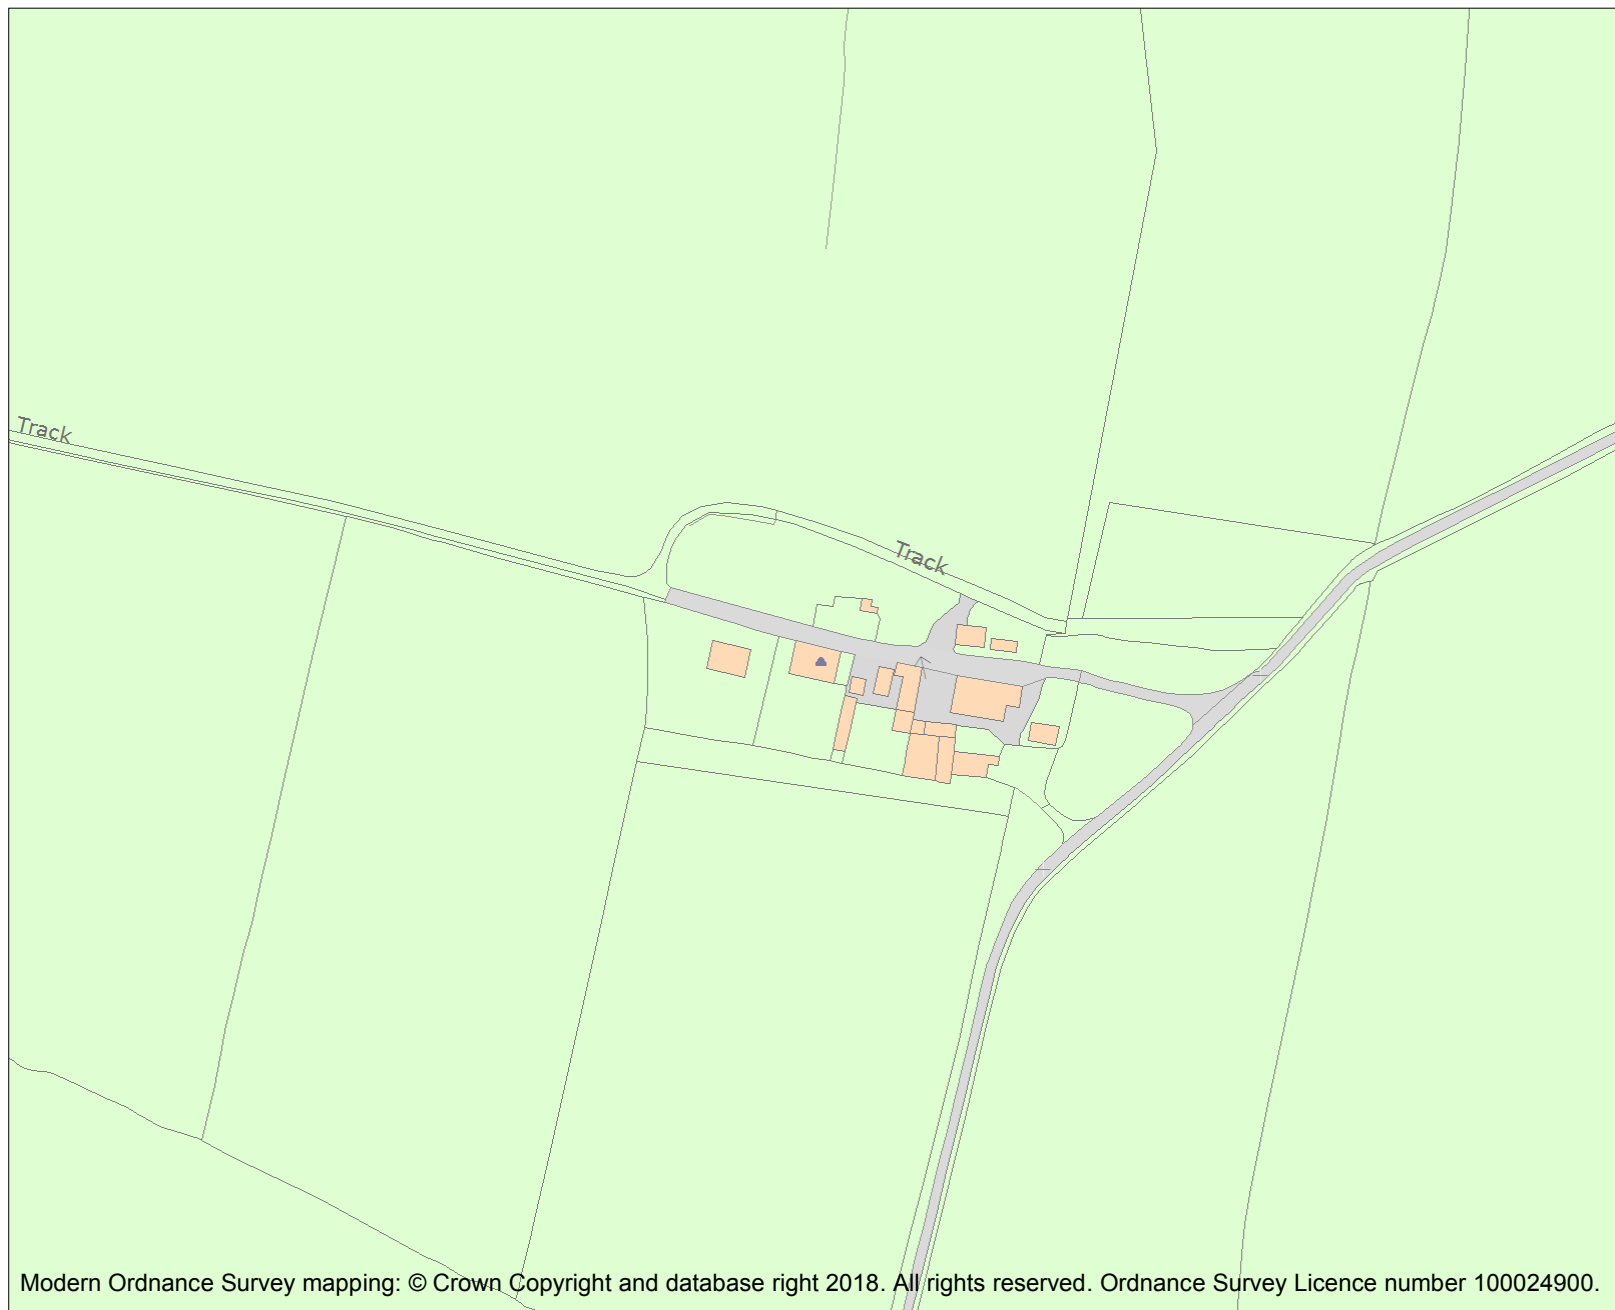 Track
Track
Modern Ordnance Survey mapping: © Crown Copyright and database right 2018. All rights reserved. Ordnance Survey Licence number 100024900.